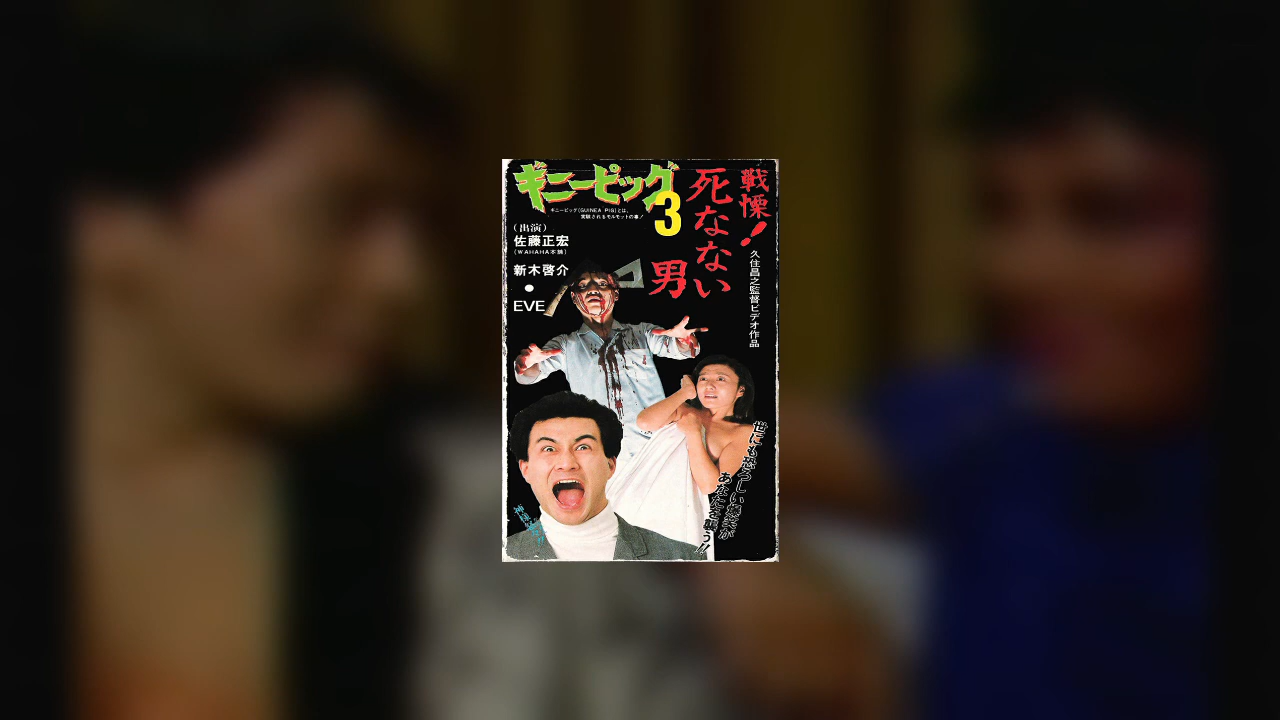 ギニーピッグ
3
ギニーピッグ(GUINEA PIG)とは、
実験されるモルモットの事!
戦慄!
死なない
男
久住昌之監督ビデオ作品
(出演)
佐藤正宏
(WAHAHA本舗)
新木啓介
EVE
世にも恐ろしい爆笑が
あなたを襲う!!